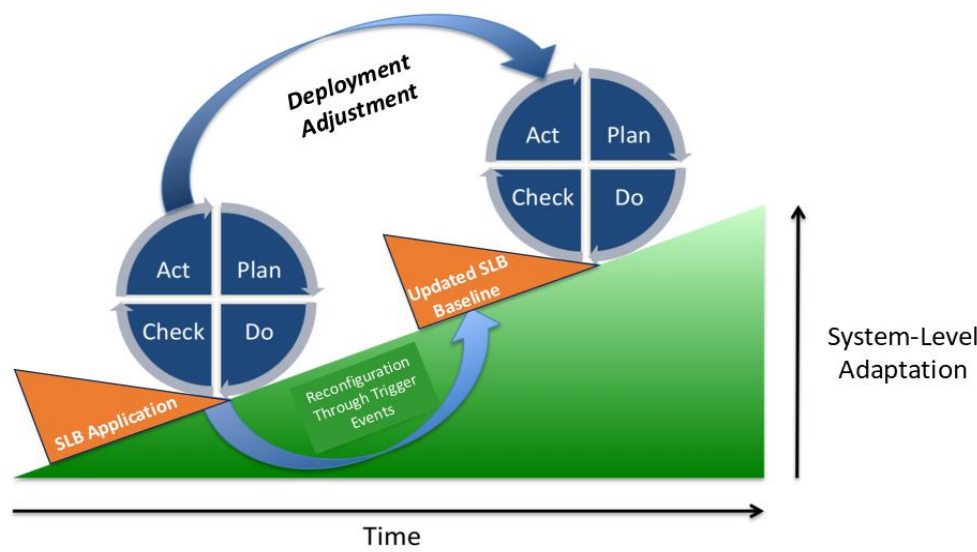 Deployment
Adjustment
Act
Plan
Check
Do
Act
Plan
Check
Do
Updated SLB
Baseline
SLB Application
Reconfiguration
Through Trigger
Events
System-Level
Adaptation
Time